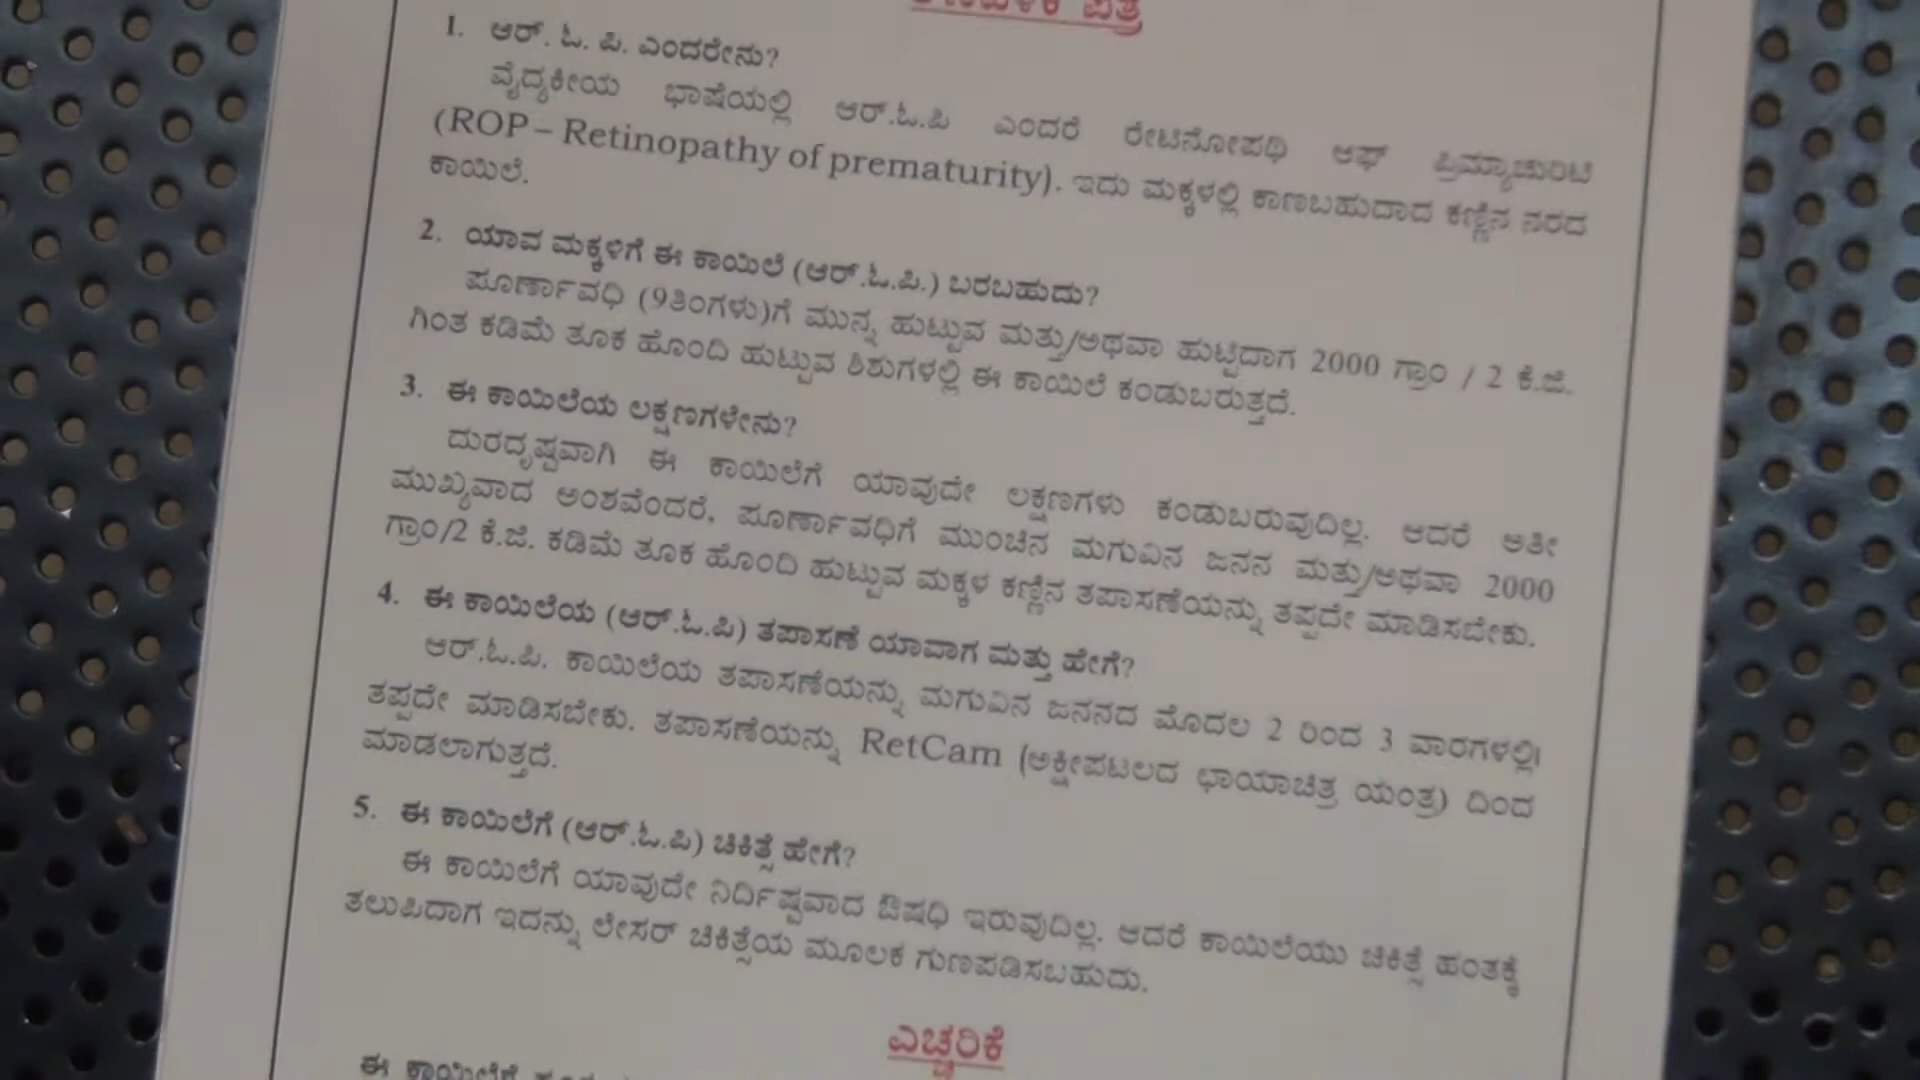 ಪತ್ರ
1. ಆರ್. ಓ. ಪಿ. ಎಂದರೇನು?
ವೈದ್ಯಕೀಯ ಭಾಷೆಯಲ್ಲಿ ಆರ್.ಓ.ಪಿ ಎಂದರೆ ರೇಟಿನೋಪಥಿ ಆಫ್ ಪ್ರಿಮ್ಯಾಚುರಿಟಿ
(ROP – Retinopathy of prematurity). ಇದು ಮಕ್ಕಳಲ್ಲಿ ಕಾಣಬಹುದಾದ ಕಣ್ಣಿನ ನರದ
ಕಾಯಿಲೆ.
2. ಯಾವ ಮಕ್ಕಳಿಗೆ ಈ ಕಾಯಿಲೆ (ಆರ್.ಓ.ಪಿ.) ಬರಬಹುದು?
ಪೂರ್ಣಾವಧಿ (9ತಿಂಗಳು)ಗೆ ಮುನ್ನ ಹುಟ್ಟುವ ಮತ್ತು/ಅಥವಾ ಹುಟ್ಟಿದಾಗ 2000 ಗ್ರಾಂ / 2 ಕೆ.ಜಿ.
ಗಿಂತ ಕಡಿಮೆ ತೂಕ ಹೊಂದಿ ಹುಟ್ಟುವ ಶಿಶುಗಳಲ್ಲಿ ಈ ಕಾಯಿಲೆ ಕಂಡುಬರುತ್ತದೆ.
3. ಈ ಕಾಯಿಲೆಯ ಲಕ್ಷಣಗಳೇನು?
ದುರದೃಷ್ಟವಾಗಿ ಈ ಕಾಯಿಲೆಗೆ ಯಾವುದೇ ಲಕ್ಷಣಗಳು ಕಂಡುಬರುವುದಿಲ್ಲ. ಆದರೆ ಅತೀ
ಮುಖ್ಯವಾದ ಅಂಶವೆಂದರೆ, ಪೂರ್ಣಾವಧಿಗೆ ಮುಂಚಿನ ಮಗುವಿನ ಜನನ ಮತ್ತು/ಅಥವಾ 2000
ಗ್ರಾಂ/2 ಕೆ.ಜಿ. ಕಡಿಮೆ ತೂಕ ಹೊಂದಿ ಹುಟ್ಟುವ ಮಕ್ಕಳ ಕಣ್ಣಿನ ತಪಾಸಣೆಯನ್ನು ತಪ್ಪದೇ ಮಾಡಿಸಬೇಕು.
4. ಈ ಕಾಯಿಲೆಯ (ಆರ್.ಓ.ಪಿ) ತಪಾಸಣೆ ಯಾವಾಗ ಮತ್ತು ಹೇಗೆ?
ಆರ್.ಓ.ಪಿ. ಕಾಯಿಲೆಯ ತಪಾಸಣೆಯನ್ನು ಮಗುವಿನ ಜನನದ ಮೊದಲ 2 ರಿಂದ 3 ವಾರಗಳಲ್ಲಿ
ತಪ್ಪದೇ ಮಾಡಿಸಬೇಕು. ತಪಾಸಣೆಯನ್ನು RetCam (ಅಕ್ಷೀಪಟಲದ ಛಾಯಾಚಿತ್ರ ಯಂತ್ರ) ದಿಂದ
ಮಾಡಲಾಗುತ್ತದೆ.
5. ಈ ಕಾಯಿಲೆಗೆ (ಆರ್.ಓ.ಪಿ) ಚಿಕಿತ್ಸೆ ಹೇಗೆ?
ಈ ಕಾಯಿಲೆಗೆ ಯಾವುದೇ ನಿರ್ದಿಷ್ಟವಾದ ಔಷಧಿ ಇರುವುದಿಲ್ಲ. ಆದರೆ ಕಾಯಿಲೆಯು ಚಿಕಿತ್ಸೆ ಹಂತಕ್ಕೆ
ತಲುಪಿದಾಗ ಇದನ್ನು ಲೇಸರ್ ಚಿಕಿತ್ಸೆಯ ಮೂಲಕ ಗುಣಪಡಿಸಬಹುದು.
ಎಚ್ಚರಿಕೆ
ಈ ಕಾಯಿಲೆಗೆ